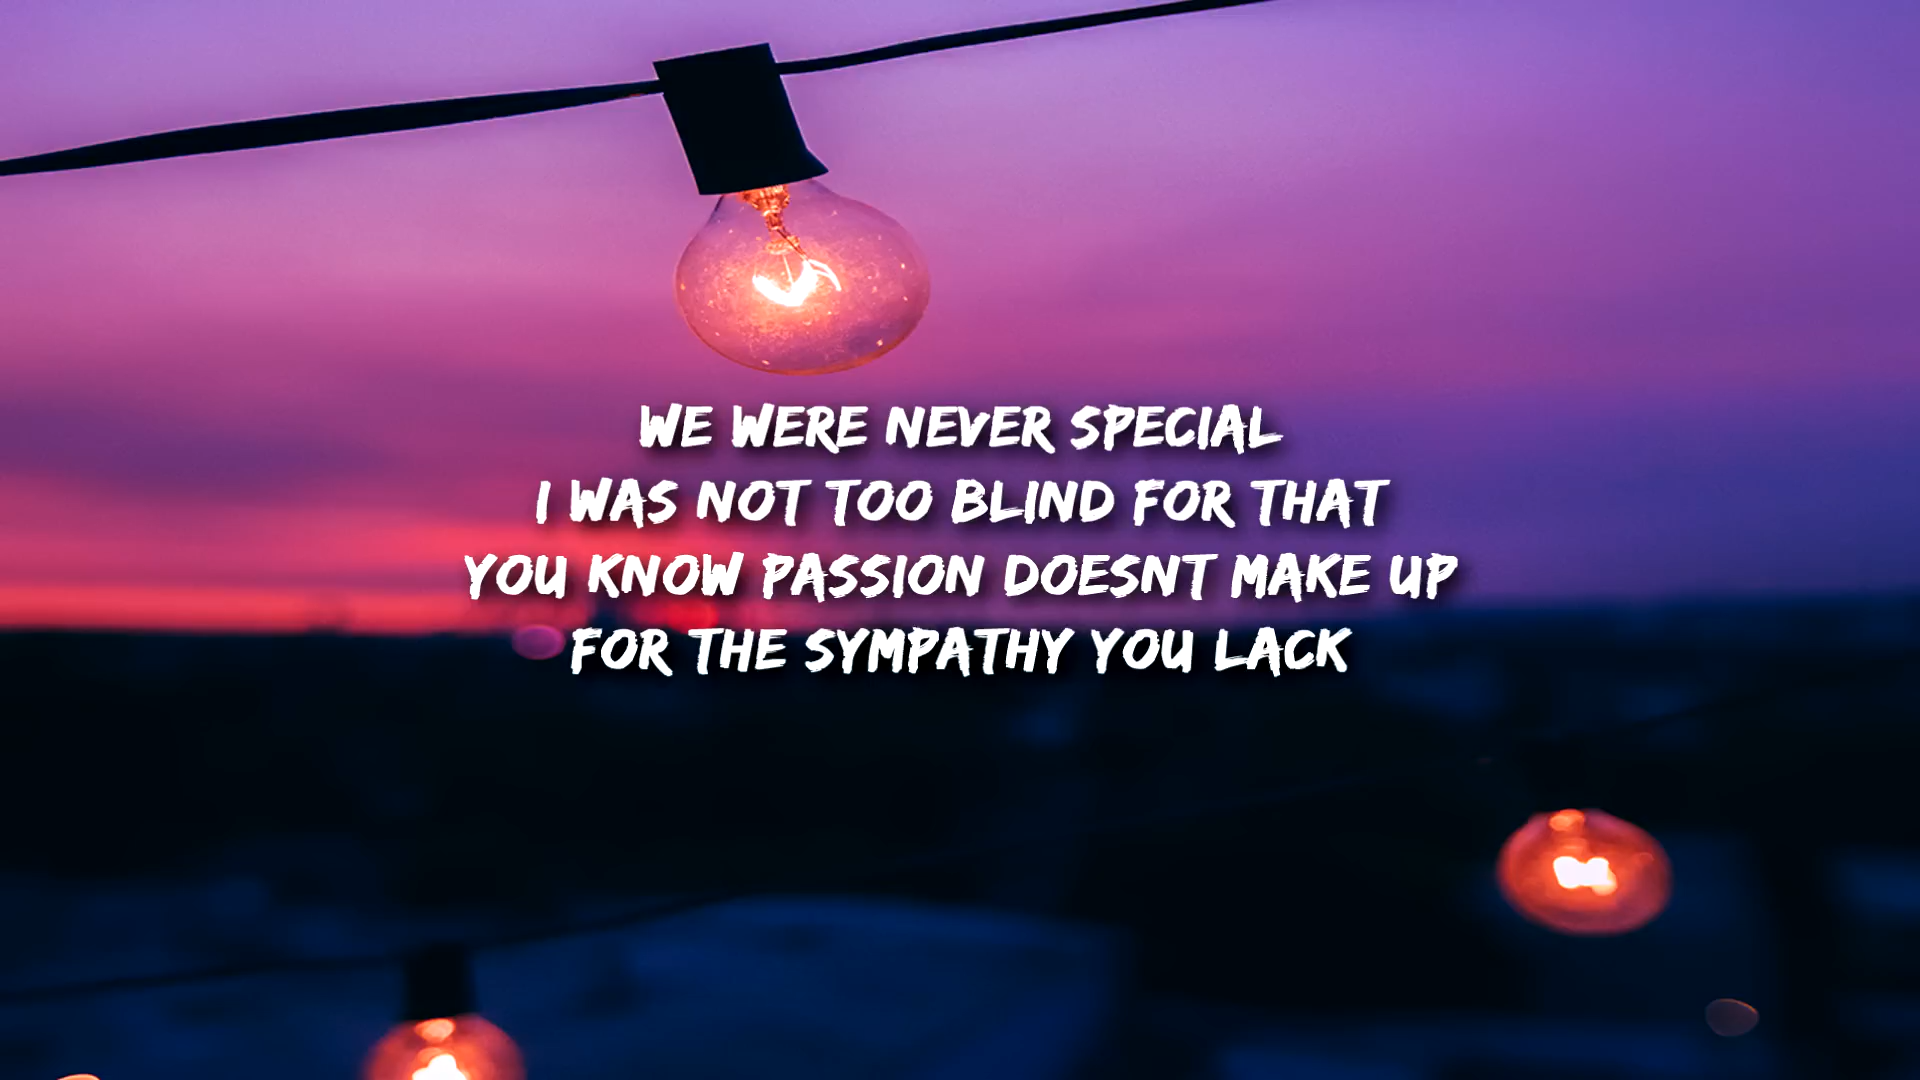 WE WERE NEVER SPECIAL
I WAS NOT TOO BLIND FOR THAT
YOU KNOW PASSION DOESNT MAKE UP
FOR THE SYMPATHY YOU LACK